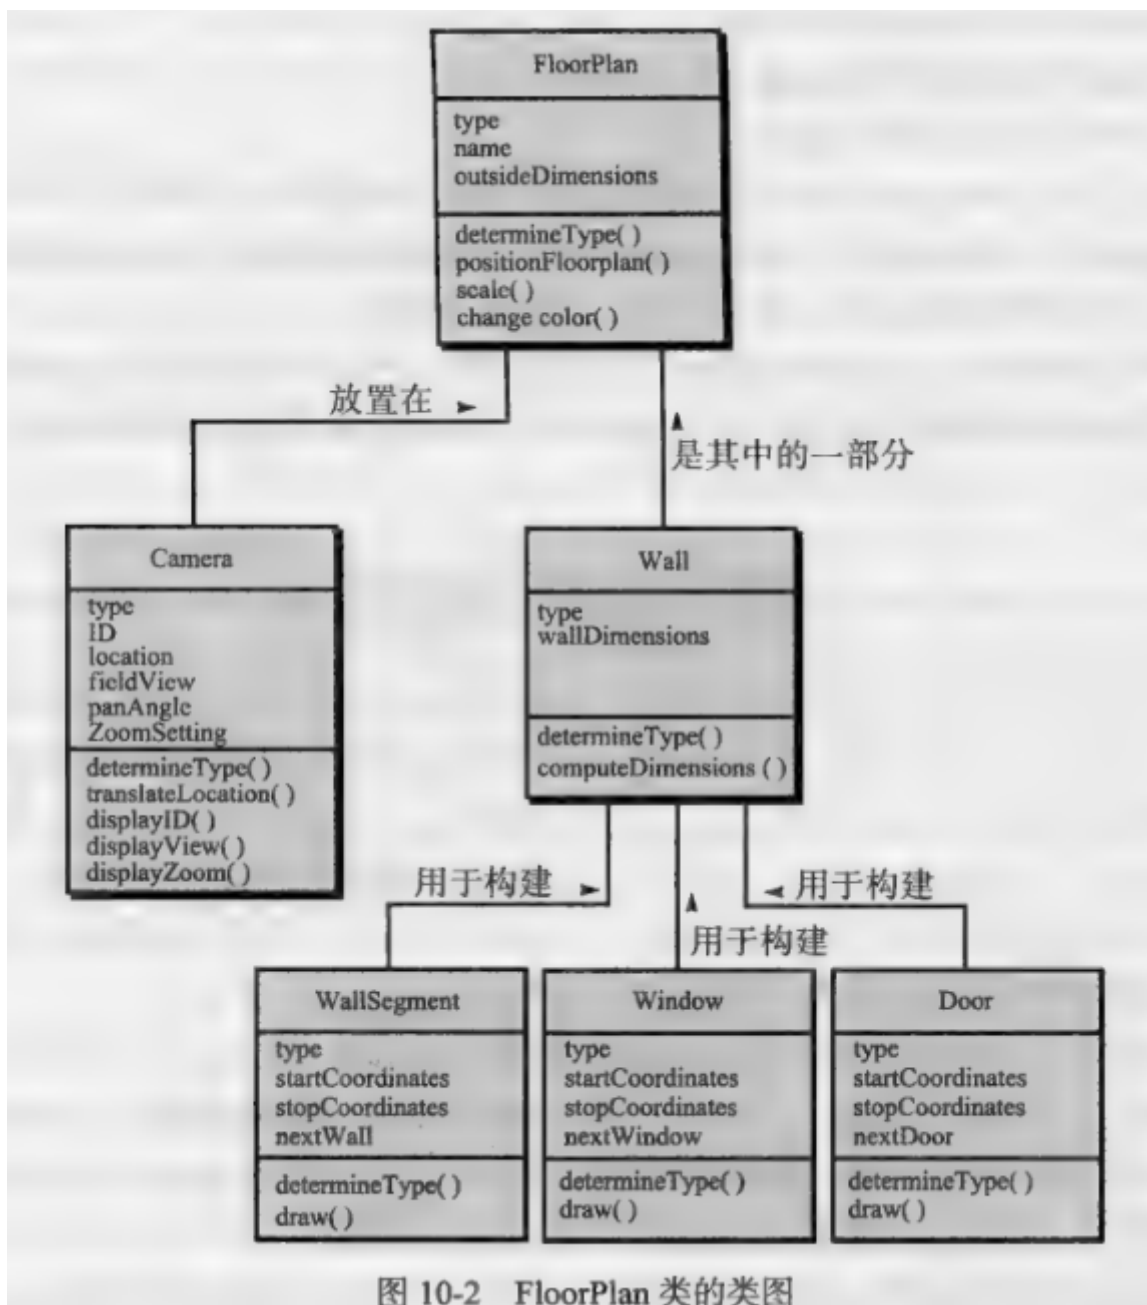 FloorPlan
type
name
outsideDimensions
determineType( )
positionFloorplan( )
scale( )
change color( )
放置在
是其中的一部分
Camera
type
ID
location
fieldView
panAngle
ZoomSetting
determineType( )
translateLocation( )
displayID( )
displayView( )
displayZoom( )
Wall
type
wallDimensions
determineType( )
computeDimensions ( )
用于构建
用于构建
用于构建
WallSegment
type
startCoordinates
stopCoordinates
nextWall
determineType( )
draw( )
Window
type
startCoordinates
stopCoordinates
nextWindow
determineType( )
draw( )
Door
type
startCoordinates
stopCoordinates
nextDoor
determineType( )
draw( )
图 10-2 FloorPlan 类的类图